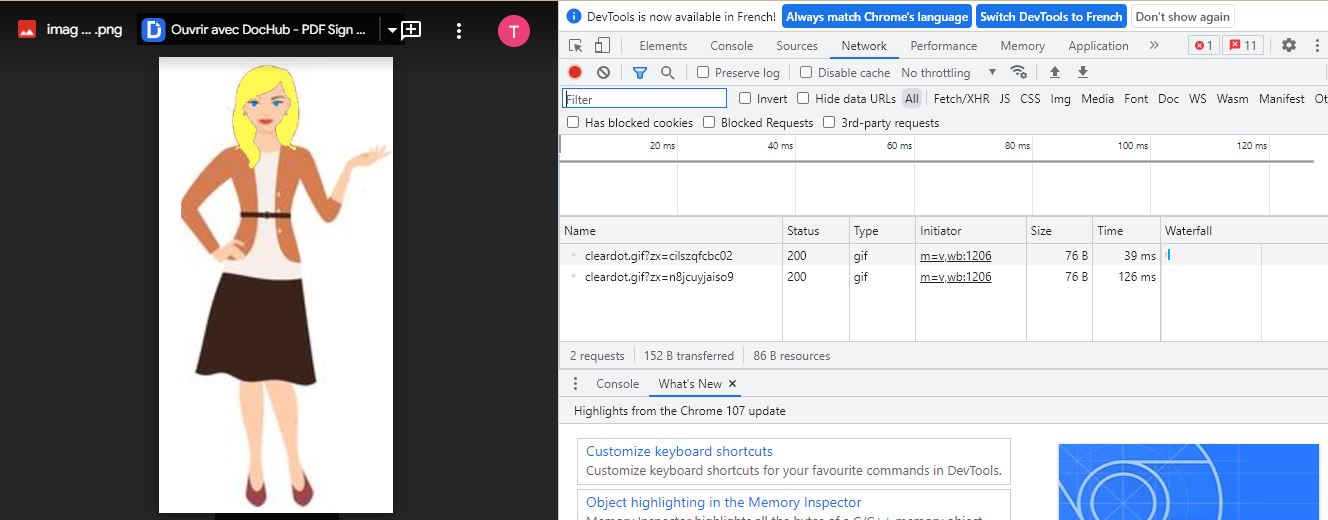 imag ... .png
Ouvrir avec DocHub - PDF Sign ...
T
DevTools is now available in French! Always match Chrome's language Switch DevTools to French Don't show again
Elements Console Sources Network Performance Memory Application » 1 11
Preserve log Disable cache No throttling
Filter Invert Hide data URLs All Fetch/XHR JS CSS Img Media Font Doc WS Wasm Manifest Ot
Has blocked cookies Blocked Requests 3rd-party requests
20 ms 40 ms 60 ms 80 ms 100 ms 120 ms
Name Status Type Initiator Size Time Waterfall
cleardot.gif?zx=cilszqfcbc02 200 gif m=v,wb:1206 76 B 39 ms
cleardot.gif?zx=n8jcuyjaiso9 200 gif m=v,wb:1206 76 B 126 ms
2 requests 152 B transferred 86 B resources
Console What's New ×
Highlights from the Chrome 107 update
Customize keyboard shortcuts
Customize keyboard shortcuts for your favourite commands in DevTools.
Object highlighting in the Memory Inspector